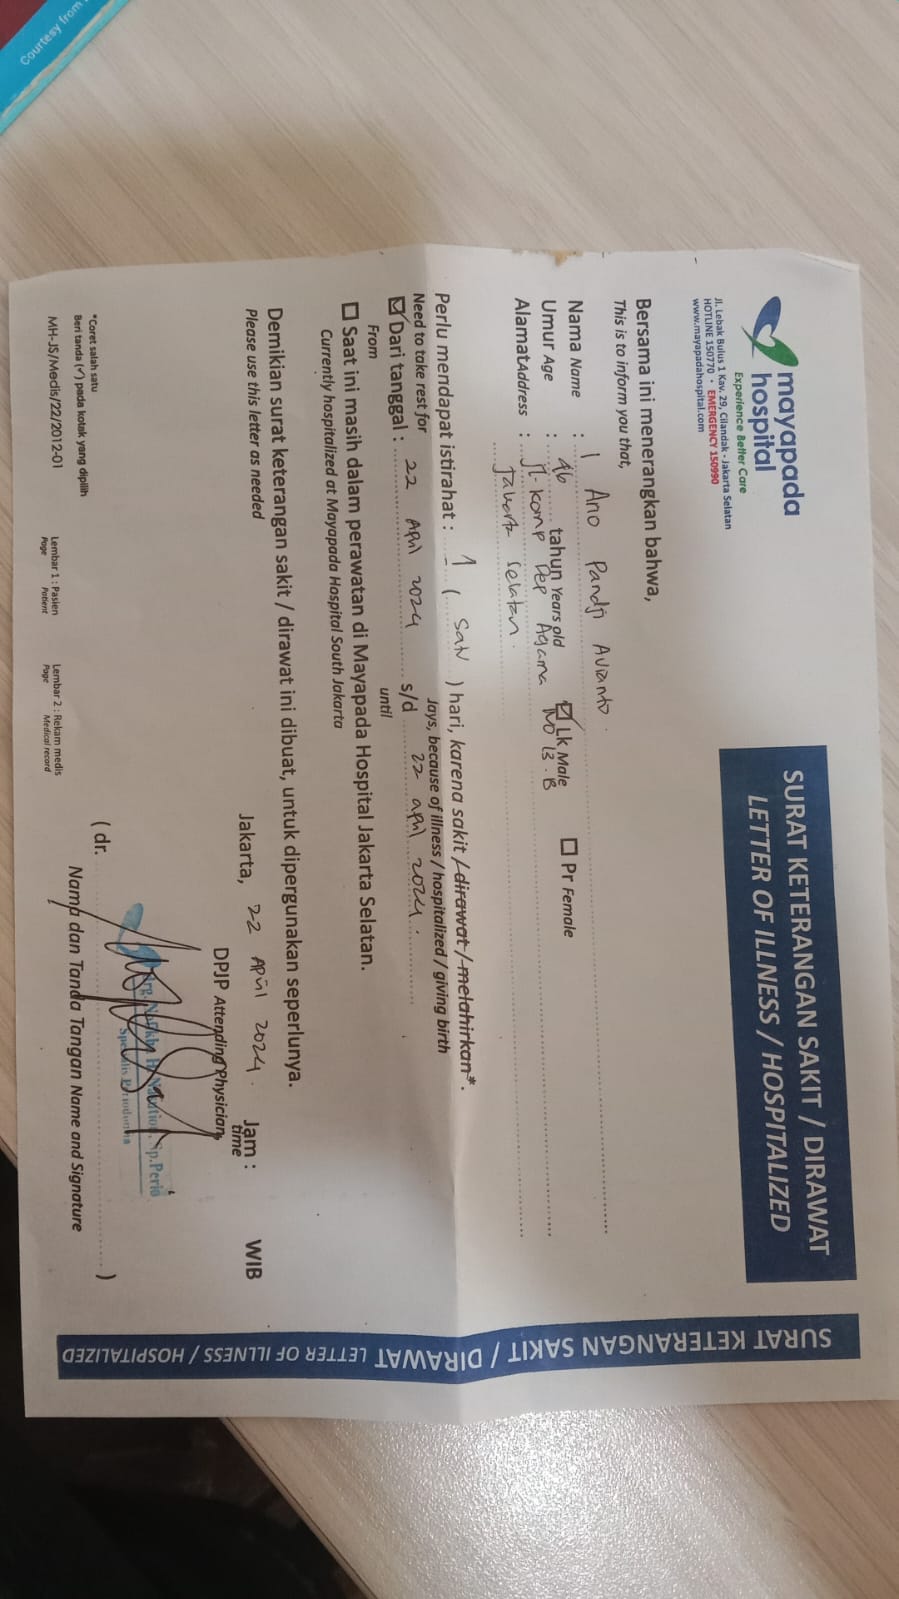 Courtesy from
mayapada
hospital
Experience Better Care
Jl. Lebak Bulus 1 Kav. 29, Cilandak - Jakarta Selatan
HOTLINE 150770 • EMERGENCY 150990
www.mayapadahospital.com
SURAT KETERANGAN SAKIT / DIRAWAT
LETTER OF ILLNESS / HOSPITALIZED
Bersama ini menerangkan bahwa,
This is to inform you that,
Nama Name : Ario Pandji Avianto
Umur Age : 46 tahun Years old Lk Male Pr Female
Alamat Address : Jl. Komp Dep Agama No 13.B
Jakarta Selatan.
Perlu mendapat istirahat : 1 ( Satu ) hari, karena sakit / dirawat / melahirkan*.
Need to take rest for days, because of illness / hospitalized / giving birth
Dari tanggal : 22 April 2024 s/d 22 april 2024.
From until
Saat ini masih dalam perawatan di Mayapada Hospital Jakarta Selatan.
Currently hospitalized at Mayapada Hospital South Jakarta
Demikian surat keterangan sakit / dirawat ini dibuat, untuk dipergunakan seperlunya.
Please use this letter as needed
Jakarta, 22 April 2024. Jam : WIB
time
DPJP Attending Physician,
Sp.Perio
(dr. )
Nama dan Tanda Tangan Name and Signature
*Coret salah satu
Beri tanda (✓) pada kotak yang dipilih
MH-JS/Medis/22/2012-01
Lembar 1 : Pasien
Page Patient
Lembar 2 : Rekam medis
Page Medical record
SURAT KETERANGAN SAKIT / DIRAWAT LETTER OF ILLNESS / HOSPITALIZED